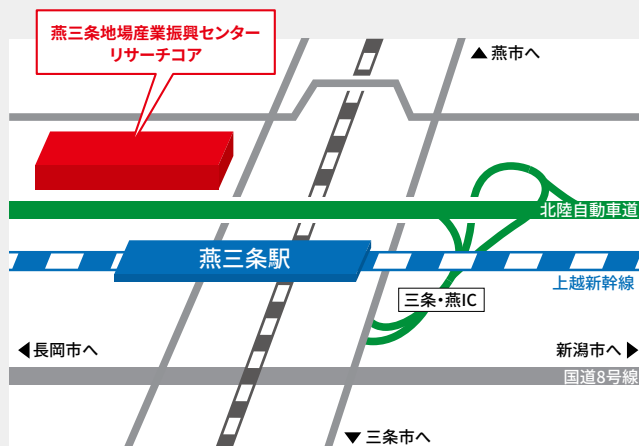 燕三条地場産業振興センター
リサーチコア
▲燕市へ
北陸自動車道
燕三条駅
上越新幹線
三条・燕IC
◀長岡市へ
新潟市へ▶
国道8号線
▼三条市へ